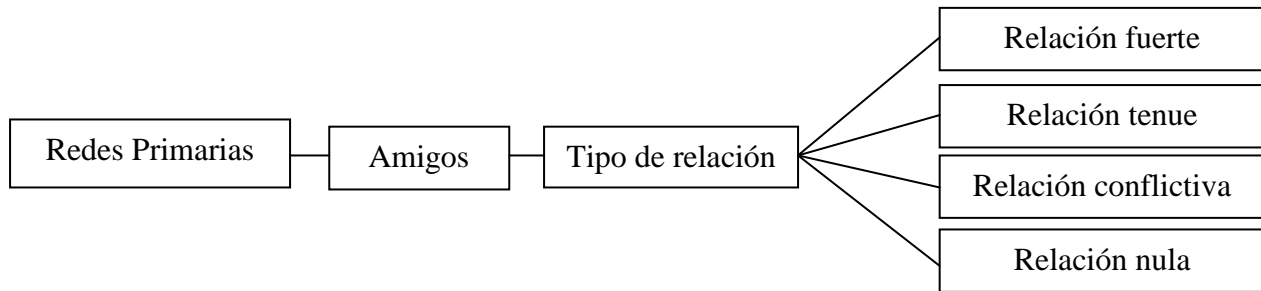 Redes Primarias
Amigos
Tipo de relación
Relación fuerte
Relación tenue
Relación conflictiva
Relación nula